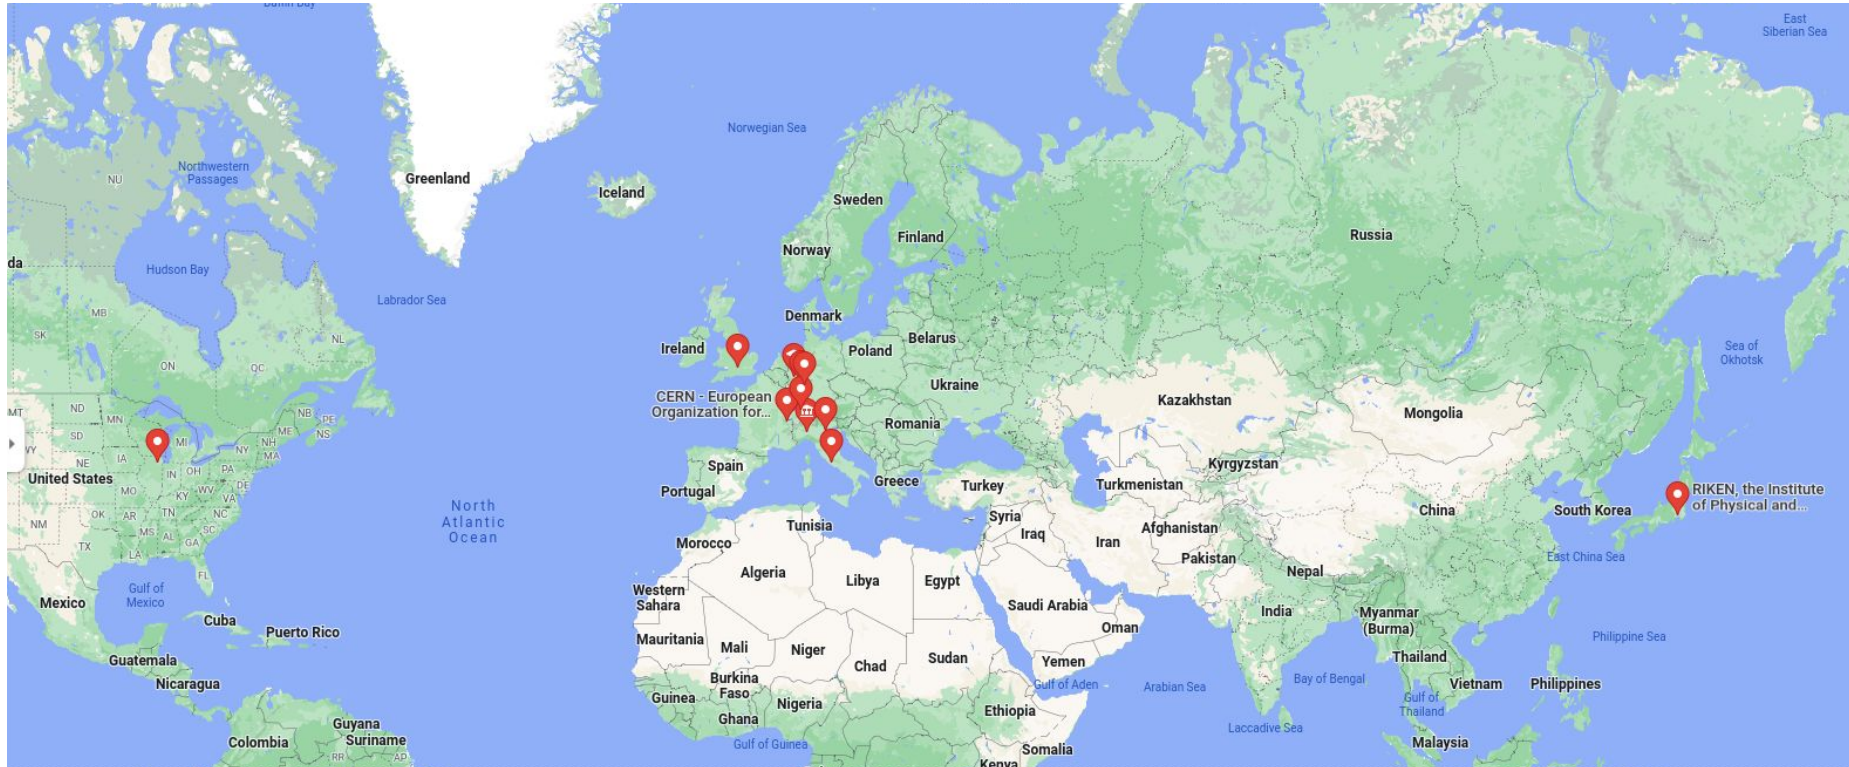 Baffin Bay
East
Siberian Sea
Norwegian Sea
Northwestern
Passages
NU
Greenland
Iceland
Sweden
Russia
Finland
Norway
da
Hudson Bay
Labrador Sea
MB
Denmark
SK
NL
Belarus
Ireland
Poland
Sea of
Okhotsk
ON
QC
Ukraine
CERN - European
Organization for...
Kazakhstan
Mongolia
MT
ND
MN
NB
PE
NS
ME
Romania
SD
MI
NH
MA
NY
WY
IA
NE
United States
IN
OH
PA
Spain
Kyrgyzstan
Portugal
Greece
Turkey
Turkmenistan
RIKEN, the Institute
of Physical and...
MO
KY
WV
VA
DE
North
Atlantic
Ocean
China
South Korea
OK
AR
TN
NC
Syria
Tunisia
Iraq
Afghanistan
NM
MS
AL
GA
SC
Morocco
Iran
TX
LA
East China Sea
Pakistan
Algeria
Libya
Egypt
Nepal
FL
Gulf of
Mexico
Mexico
Western
Sahara
Saudi Arabia
India
Myanmar
(Burma)
Cuba
Puerto Rico
Oman
Mauritania
Mali
Niger
Philippine Sea
Guatemala
Chad
Sudan
Yemen
Thailand
Nicaragua
Burkina
Faso
Gulf of Aden
Arabian Sea
Bay of Bengal
Vietnam
Philippines
Guinea
Nigeria
Gulf of
Thailand
Ethiopia
Ghana
Guyana
Suriname
Laccadive Sea
Colombia
Gulf of Guinea
Somalia
Malaysia
RR
AP
Kenya